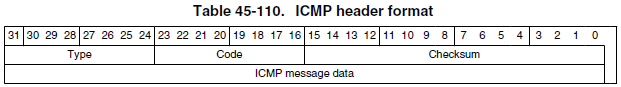 Table 45-110. ICMP header format
31 30 29 28 27 26 25 24 23 22 21 20 19 18 17 16 15 14 13 12 11 10 9 8 7 6 5 4 3 2 1 0
Type Code Checksum
ICMP message data